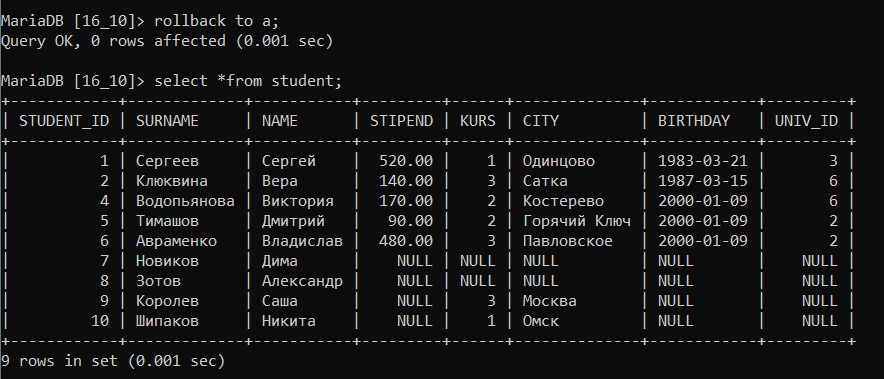 MariaDB [16_10]> rollback to a;
Query OK, 0 rows affected (0.001 sec)
MariaDB [16_10]> select *from student;
+------------+------------+-----------+---------+------+--------------+------------+---------+
| STUDENT_ID | SURNAME | NAME | STIPEND | KURS | CITY | BIRTHDAY | UNIV_ID |
+------------+------------+-----------+---------+------+--------------+------------+---------+
| 1 | Сергеев | Сергей | 520.00 | 1 | Одинцово | 1983-03-21 | 3 |
| 2 | Клюквина | Вера | 140.00 | 3 | Сатка | 1987-03-15 | 6 |
| 4 | Водопьянова | Виктория | 170.00 | 2 | Костерево | 2000-01-09 | 6 |
| 5 | Тимашов | Дмитрий | 90.00 | 2 | Горячий Ключ | 2000-01-09 | 2 |
| 6 | Авраменко | Владислав | 480.00 | 3 | Павловское | 2000-01-09 | 2 |
| 7 | Новиков | Дима | NULL | NULL | NULL | NULL | NULL |
| 8 | Зотов | Александр | NULL | NULL | NULL | NULL | NULL |
| 9 | Королев | Саша | NULL | 3 | Москва | NULL | NULL |
| 10 | Шипаков | Никита | NULL | 1 | Омск | NULL | NULL |
+------------+------------+-----------+---------+------+--------------+------------+---------+
9 rows in set (0.001 sec)